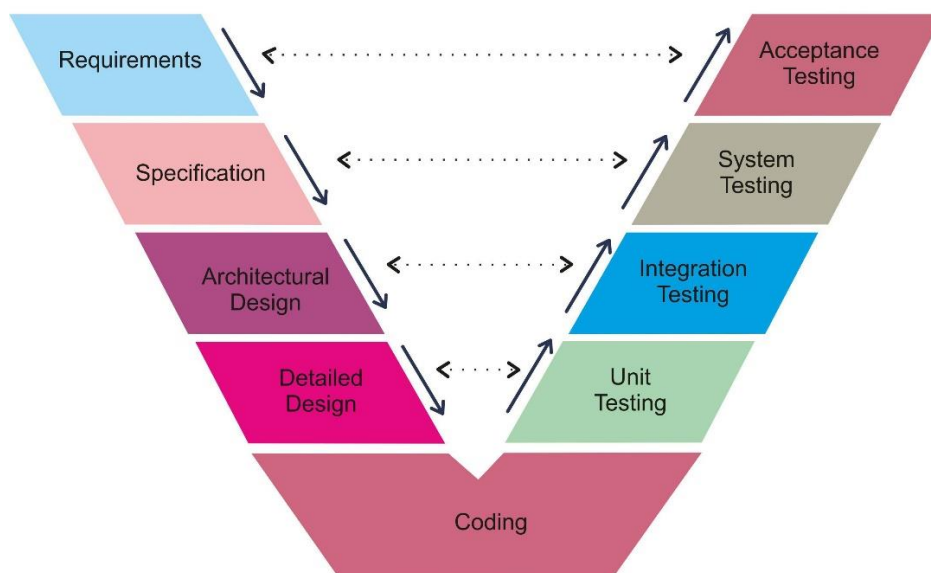 Requirements
Acceptance
Testing
Specification
System
Testing
Architectural
Design
Integration
Testing
Detailed
Design
Unit
Testing
Coding